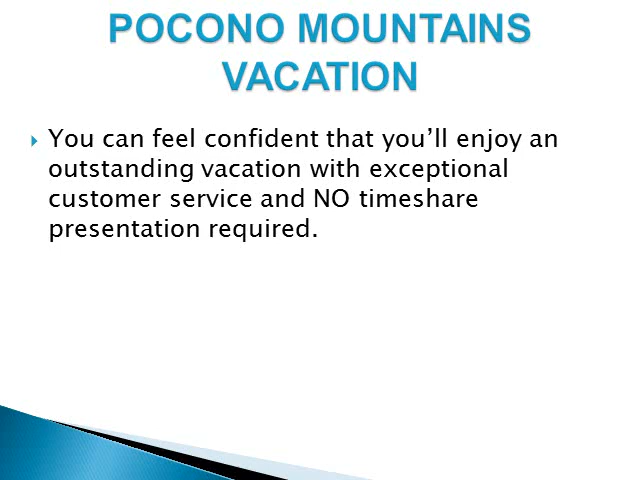 POCONO MOUNTAINS
VACATION
You can feel confident that you’ll enjoy an
outstanding vacation with exceptional
customer service and NO timeshare
presentation required.